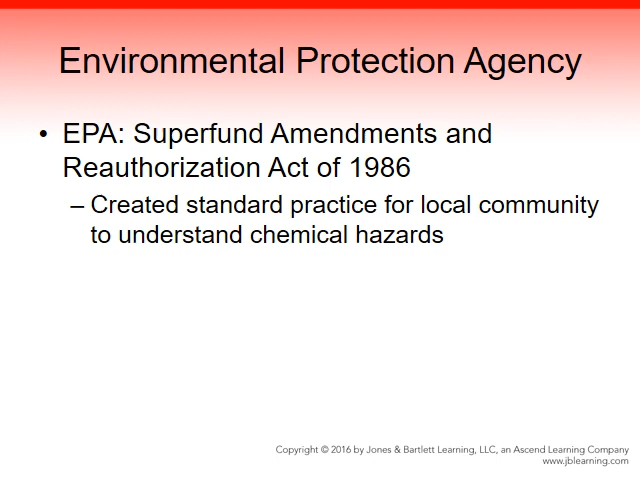 Environmental Protection Agency
• EPA: Superfund Amendments and
Reauthorization Act of 1986
– Created standard practice for local community
to understand chemical hazards
Copyright © 2016 by Jones & Bartlett Learning, LLC, an Ascend Learning Company
www.jblearning.com